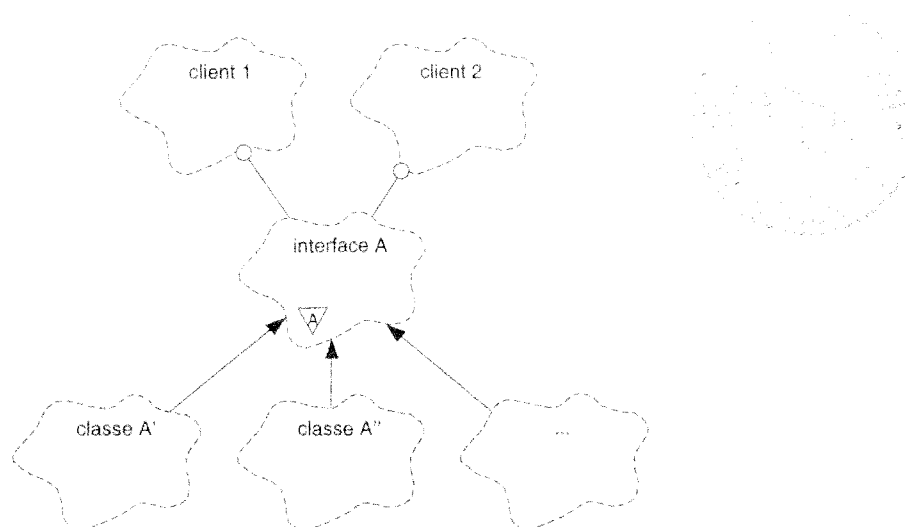 client 1
client 2
interface A
A
classe A'
classe A''
...